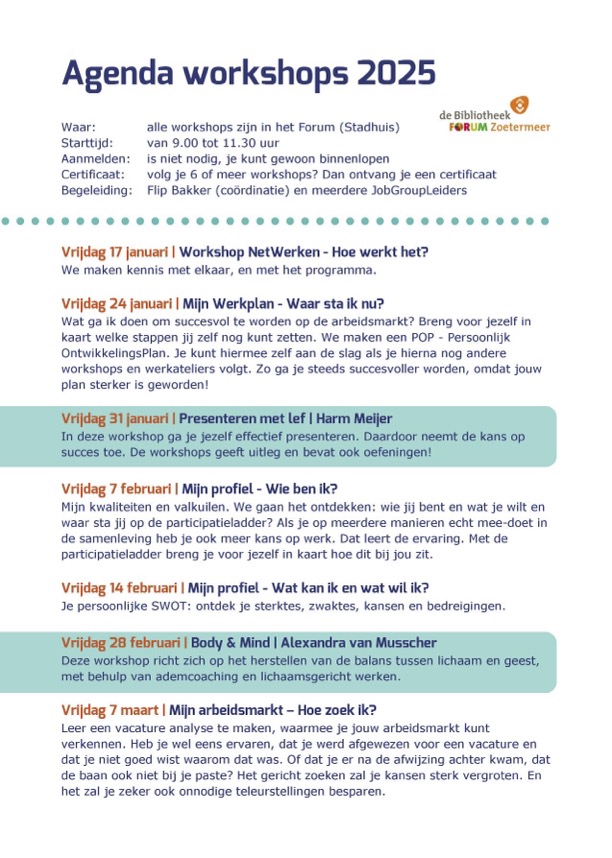 Agenda workshops 2025
de Bibliotheek
FORUM Zoetermeer
Waar: alle workshops zijn in het Forum (Stadhuis)
Starttijd: van 9.00 tot 11.30 uur
Aanmelden: is niet nodig, je kunt gewoon binnenlopen
Certificaat: volg je 6 of meer workshops? Dan ontvang je een certificaat
Begeleiding: Flip Bakker (coördinatie) en meerdere JobGroupLeiders
Vrijdag 17 januari | Workshop NetWerken - Hoe werkt het?
We maken kennis met elkaar, en met het programma.
Vrijdag 24 januari | Mijn Werkplan - Waar sta ik nu?
Wat ga ik doen om succesvol te worden op de arbeidsmarkt? Breng voor jezelf in
kaart welke stappen jij zelf nog kunt zetten. We maken een POP - Persoonlijk
OntwikkelingsPlan. Je kunt hiermee zelf aan de slag als je hierna nog andere
workshops en werkateliers volgt. Zo ga je steeds succesvoller worden, omdat jouw
plan sterker is geworden!
Vrijdag 31 januari | Presenteren met lef | Harm Meijer
In deze workshop ga je jezelf effectief presenteren. Daardoor neemt de kans op
succes toe. De workshops geeft uitleg en bevat ook oefeningen!
Vrijdag 7 februari | Mijn profiel - Wie ben ik?
Mijn kwaliteiten en valkuilen. We gaan het ontdekken: wie jij bent en wat je wilt en
waar sta jij op de participatieladder? Als je op meerdere manieren echt mee-doet in
de samenleving heb je ook meer kans op werk. Dat leert de ervaring. Met de
participatieladder breng je voor jezelf in kaart hoe dit bij jou zit.
Vrijdag 14 februari | Mijn profiel - Wat kan ik en wat wil ik?
Je persoonlijke SWOT: ontdek je sterktes, zwaktes, kansen en bedreigingen.
Vrijdag 28 februari | Body & Mind | Alexandra van Musscher
Deze workshop richt zich op het herstellen van de balans tussen lichaam en geest,
met behulp van ademcoaching en lichaamsgericht werken.
Vrijdag 7 maart | Mijn arbeidsmarkt – Hoe zoek ik?
Leer een vacature analyse te maken, waarmee je jouw arbeidsmarkt kunt
verkennen. Heb je wel eens ervaren, dat je werd afgewezen voor een vacature en
dat je niet goed wist waarom dat was. Of dat je er na de afwijzing achter kwam, dat
de baan ook niet bij je paste? Het gericht zoeken zal je kansen sterk vergroten. En
het zal je zeker ook onnodige teleurstellingen besparen.